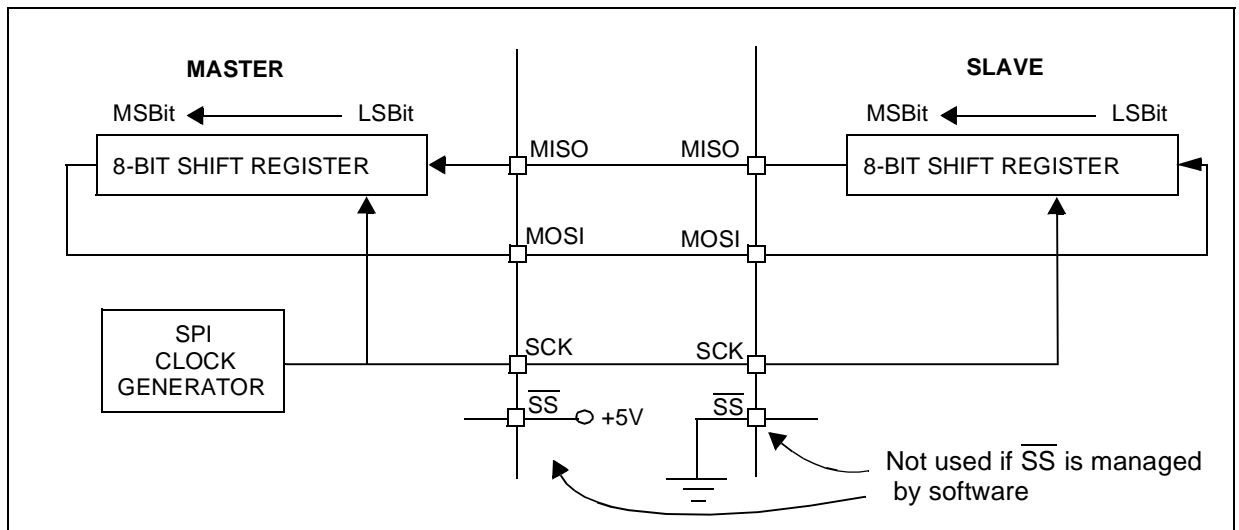 MASTER
SLAVE
MSBit
LSBit
MSBit
LSBit
8-BIT SHIFT REGISTER
MISO
MISO
8-BIT SHIFT REGISTER
MOSI
MOSI
SPI
CLOCK
GENERATOR
SCK
SCK
SS
+5V
SS
Not used if SS is managed
by software